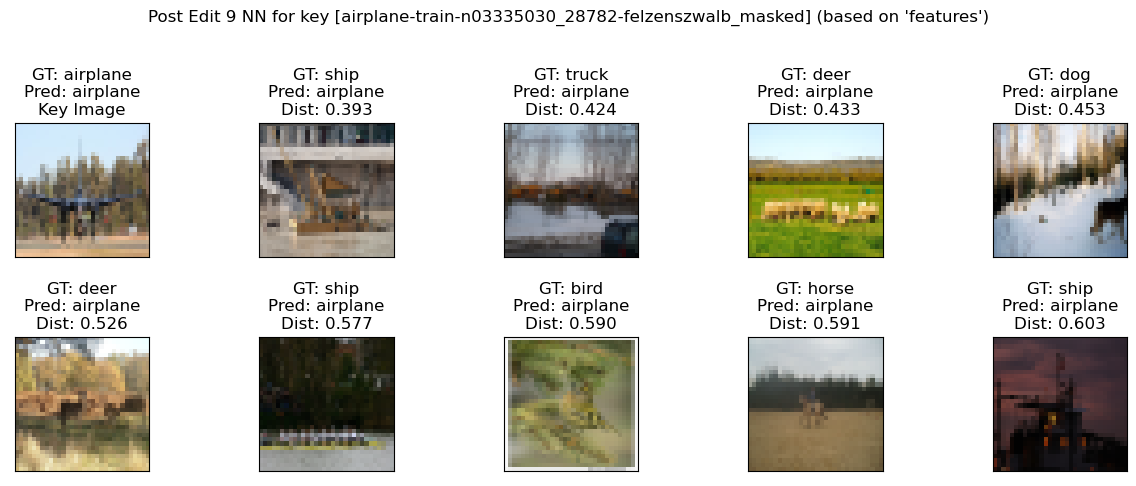 Post Edit 9 NN for key [airplane-train-n03335030_28782-felzenszwalb_masked] (based on 'features')
GT: airplane
Pred: airplane
Key Image
GT: ship
Pred: airplane
Dist: 0.393
GT: truck
Pred: airplane
Dist: 0.424
GT: deer
Pred: airplane
Dist: 0.433
GT: dog
Pred: airplane
Dist: 0.453
GT: deer
Pred: airplane
Dist: 0.526
GT: ship
Pred: airplane
Dist: 0.577
GT: bird
Pred: airplane
Dist: 0.590
GT: horse
Pred: airplane
Dist: 0.591
GT: ship
Pred: airplane
Dist: 0.603